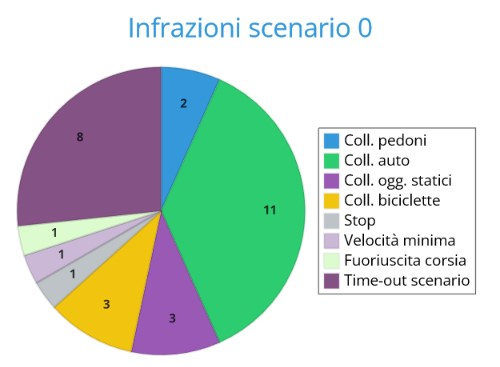 Infrazioni scenario 0
2
11
3
3
1
1
1
8
Coll. pedoni
Coll. auto
Coll. ogg. statici
Coll. biciclette
Stop
Velocità minima
Fuoriuscita corsia
Time-out scenario